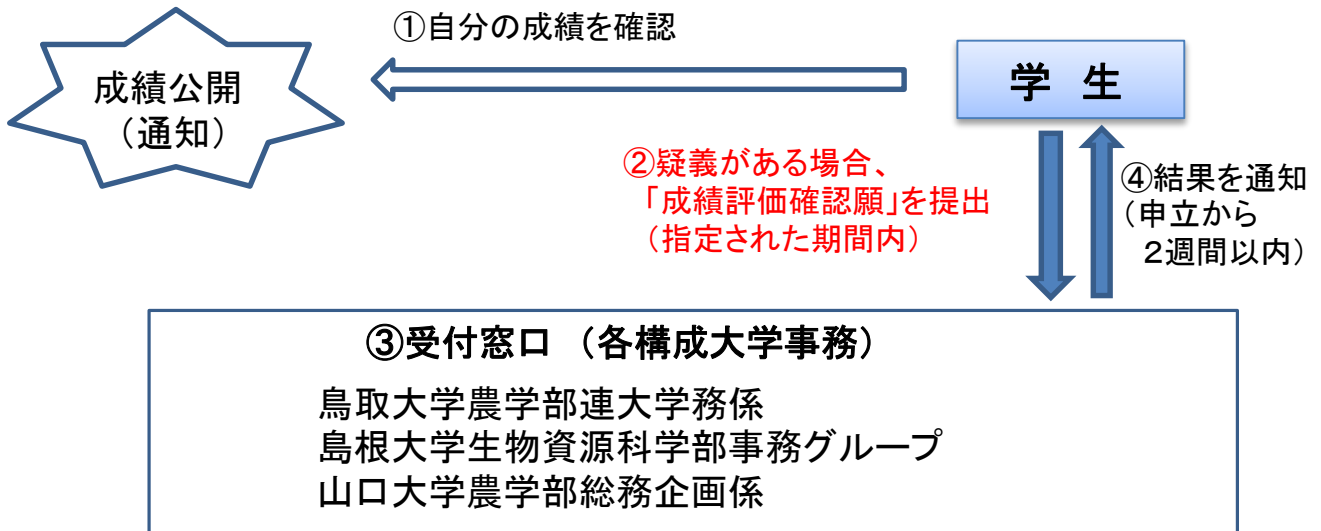 ①自分の成績を確認
成績公開
（通知）
学 生
②疑義がある場合、
「成績評価確認願」を提出
（指定された期間内）
④結果を通知
（申立から
２週間以内）
③受付窓口 （各構成大学事務）
鳥取大学農学部連大学務係
島根大学生物資源科学部事務グループ
山口大学農学部総務企画係